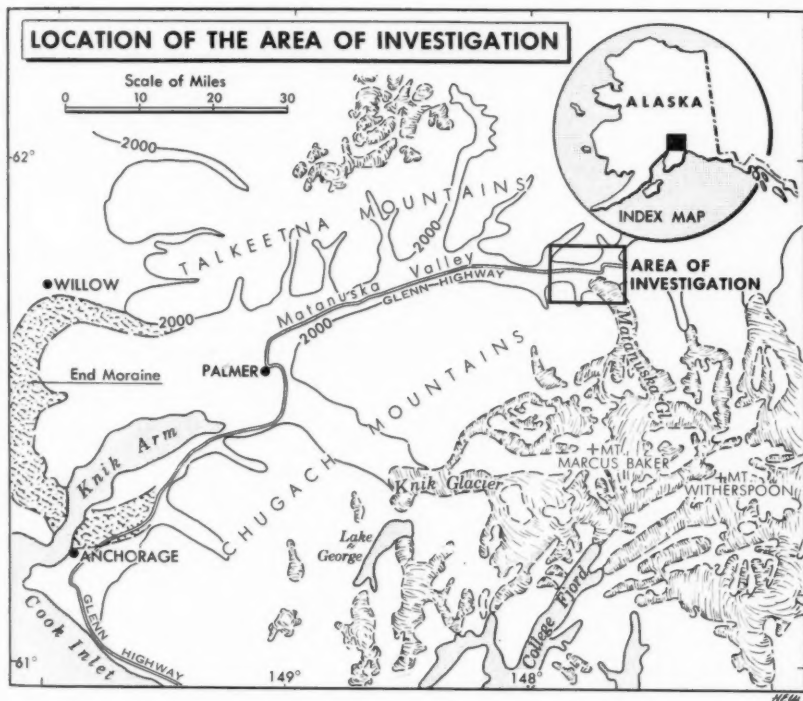 LOCATION OF THE AREA OF INVESTIGATION
Scale of Miles
0 10 20 30
ALASKA
INDEX MAP
62°
2000
TALKEETNA MOUNTAINS
2000
WILLOW
Matanuska Valley
GLENN HIGHWAY
AREA OF
INVESTIGATION
2000
2000
Matanuska Gl.
PALMER
End Moraine
CHUGACH MOUNTAINS
Knik Arm
+MT.
MARCUS BAKER
+MT.
WITHERSPOON
Knik Glacier
Lake
George
ANCHORAGE
College Fjord
Cook Inlet
GLENN HIGHWAY
61°
149°
148°